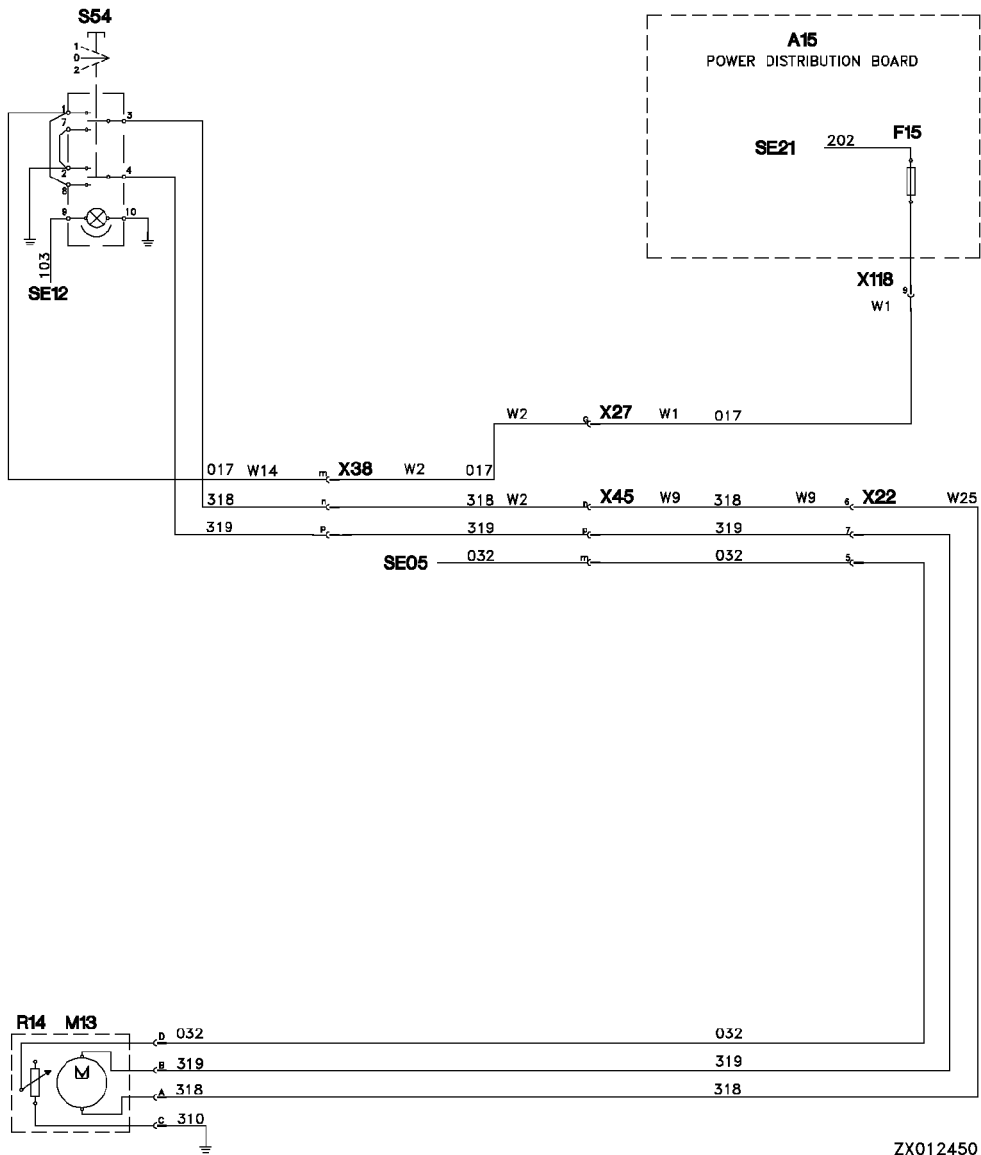 S54
1
0
2
A15
POWER DISTRIBUTION BOARD
1
3
7
2
4
8
9
10
SE21
202
F15
103
SE12
X118
9
W1
W2
X27
W1
017
017
W14
m
X38
W2
017
318
n
318
W2
n
X45
W9
318
W9
6
X22
W25
319
P
319
P
319
7
SE05
032
m
032
5
R14
M13
M
D
032
032
B
319
319
A
318
318
C
310
ZX012450